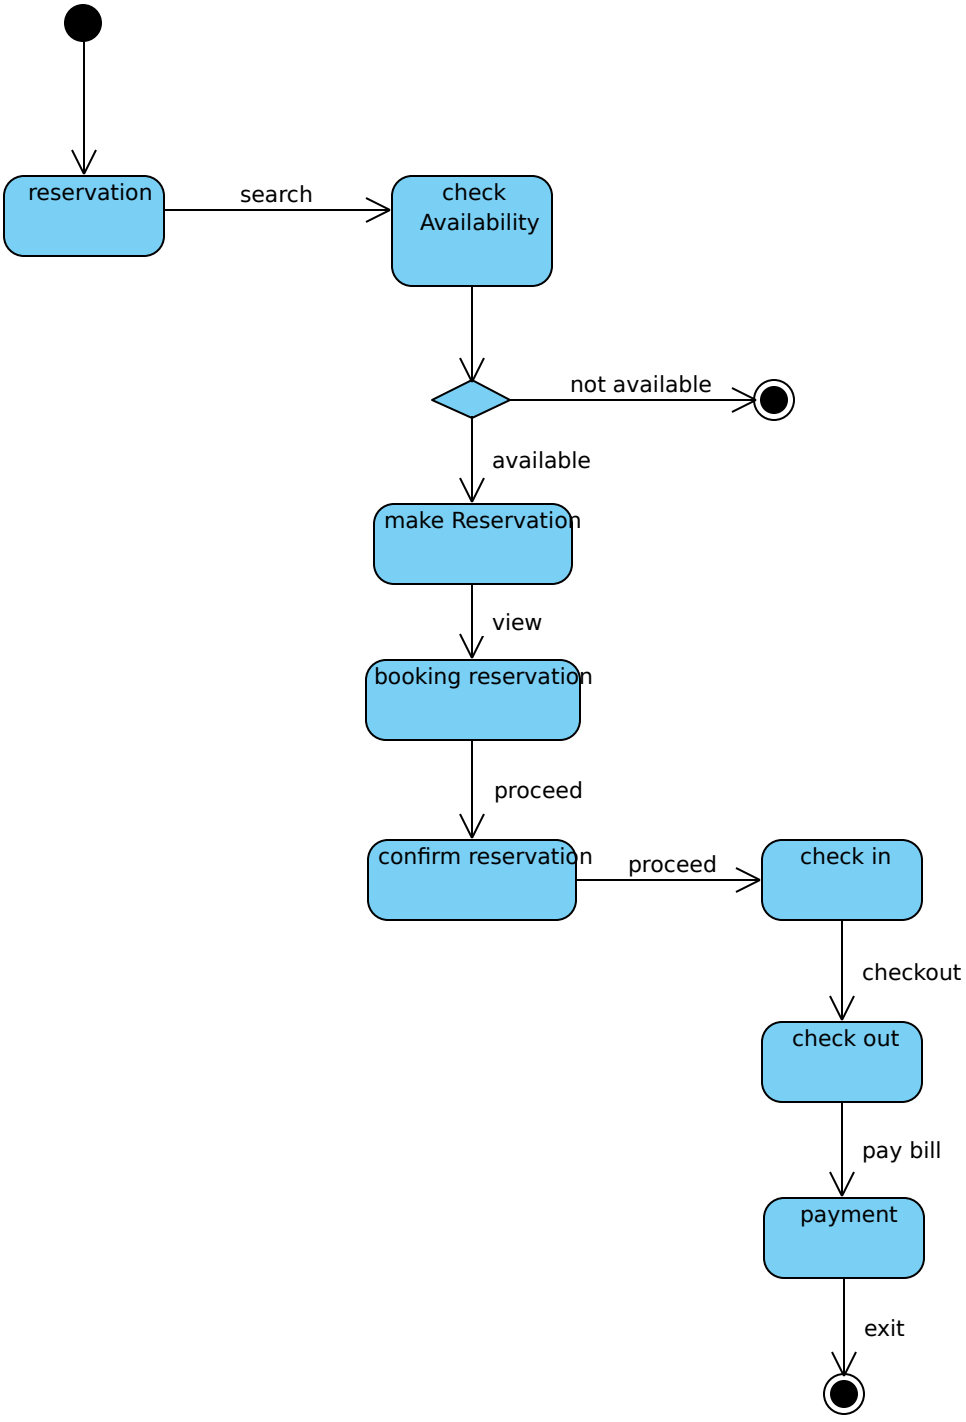 reservation
search
check
Availability
not available
available
make Reservation
view
booking reservation
proceed
confirm reservation
proceed
check in
checkout
check out
pay bill
payment
exit